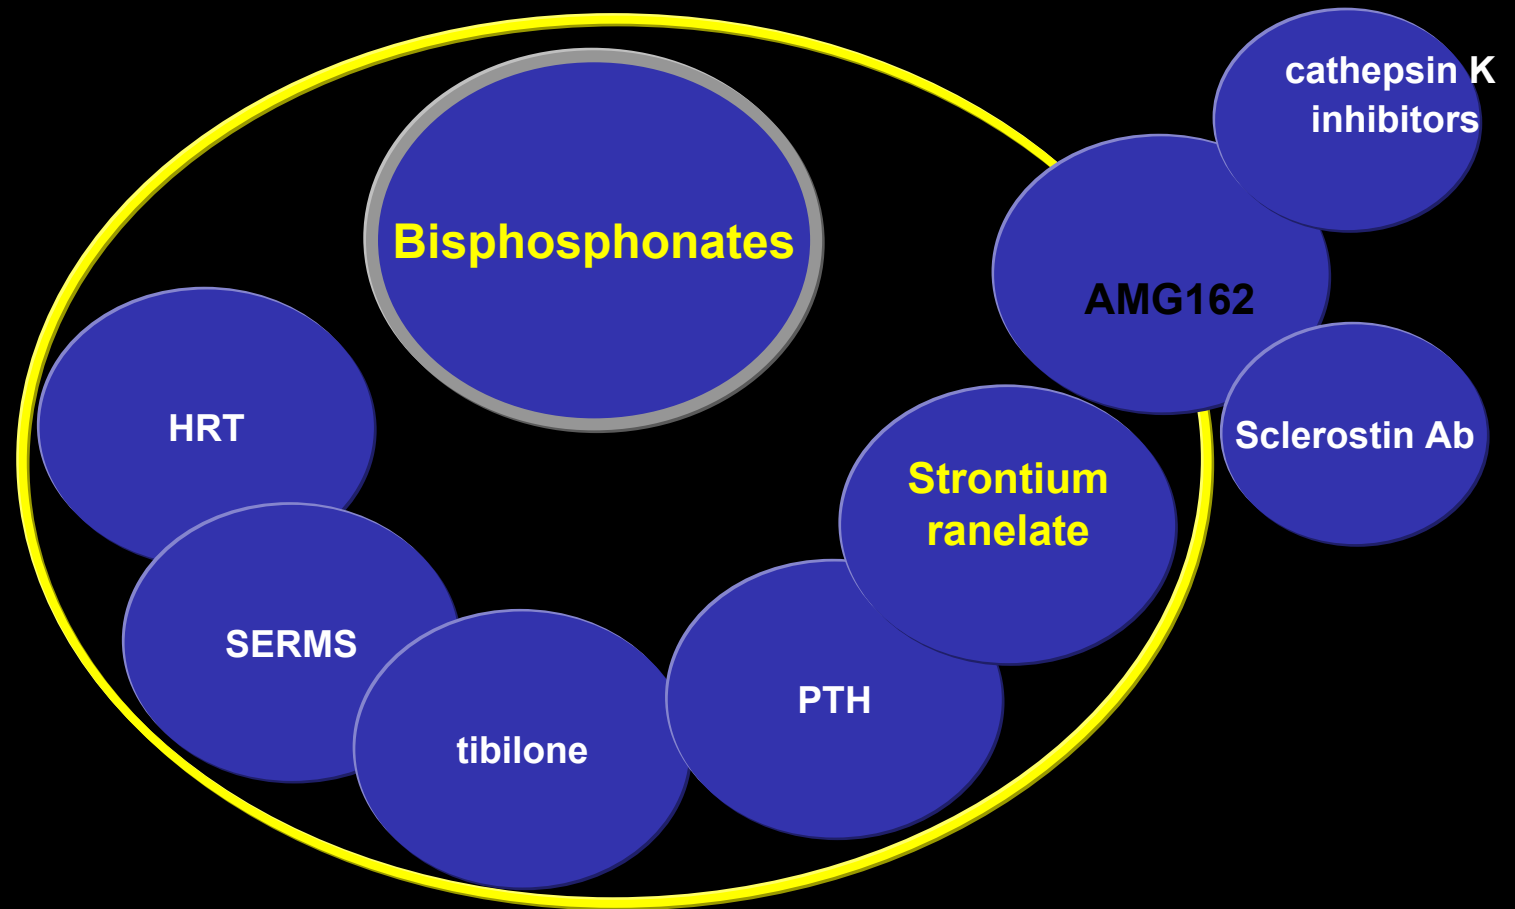 cathepsin K
inhibitors
Bisphosphonates
AMG162
HRT
Sclerostin Ab
Strontium
ranelate
SERMS
PTH
tibilone